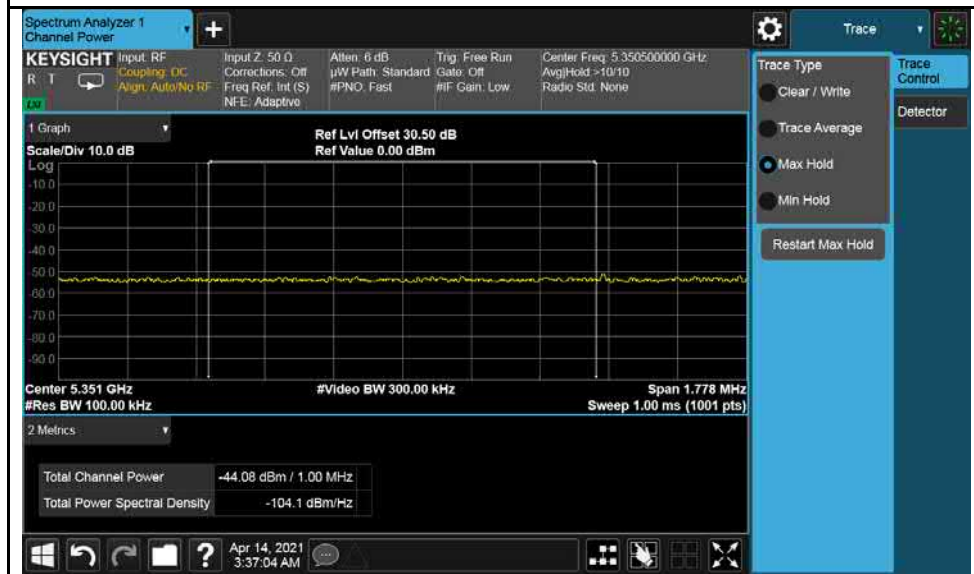 Spectrum Analyzer 1
Channel Power
+
Trace
KEYSIGHT
R T
LXI
Input: RF
Coupling: DC
Align: Auto/No RF
Input Z: 50 Ω
Corrections: Off
Freq Ref: Int (S)
NFE: Adaptive
Atten: 6 dB
µW Path: Standard
#PNO: Fast
Trig: Free Run
Gate: Off
#IF Gain: Low
Center Freq: 5.350500000 GHz
Avg|Hold:>10/10
Radio Std: None
Trace Type
Clear / Write
Trace Average
Max Hold
Min Hold
Restart Max Hold
Trace
Control
Detector
1 Graph
Scale/Div 10.0 dB
Ref Lvl Offset 30.50 dB
Ref Value 0.00 dBm
Log
-10.0
-20.0
-30.0
-40.0
-50.0
-60.0
-70.0
-80.0
-90.0
Center 5.351 GHz
#Video BW 300.00 kHz
Span 1.778 MHz
#Res BW 100.00 kHz
Sweep 1.00 ms (1001 pts)
2 Metrics
Total Channel Power -44.08 dBm / 1.00 MHz
Total Power Spectral Density -104.1 dBm/Hz
?
Apr 14, 2021
3:37:04 AM